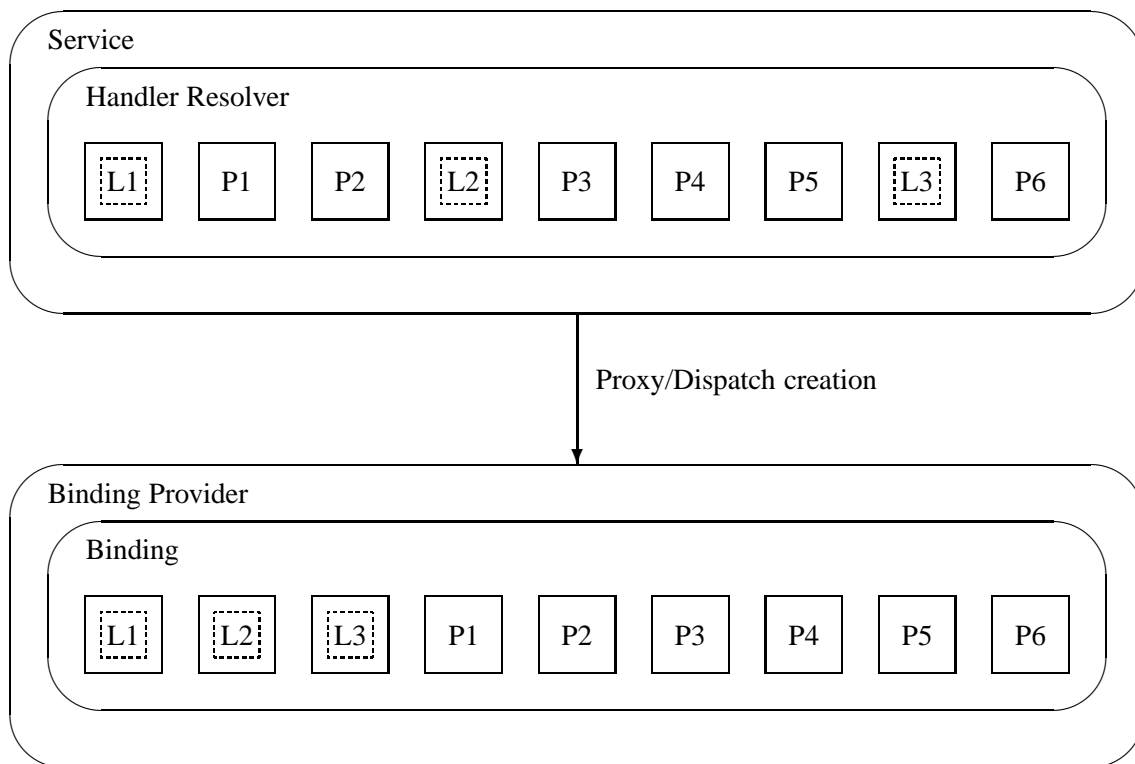 Service
Handler Resolver
L1 P1 P2 L2 P3 P4 P5 L3 P6
Proxy/Dispatch creation
Binding Provider
Binding
L1 L2 L3 P1 P2 P3 P4 P5 P6